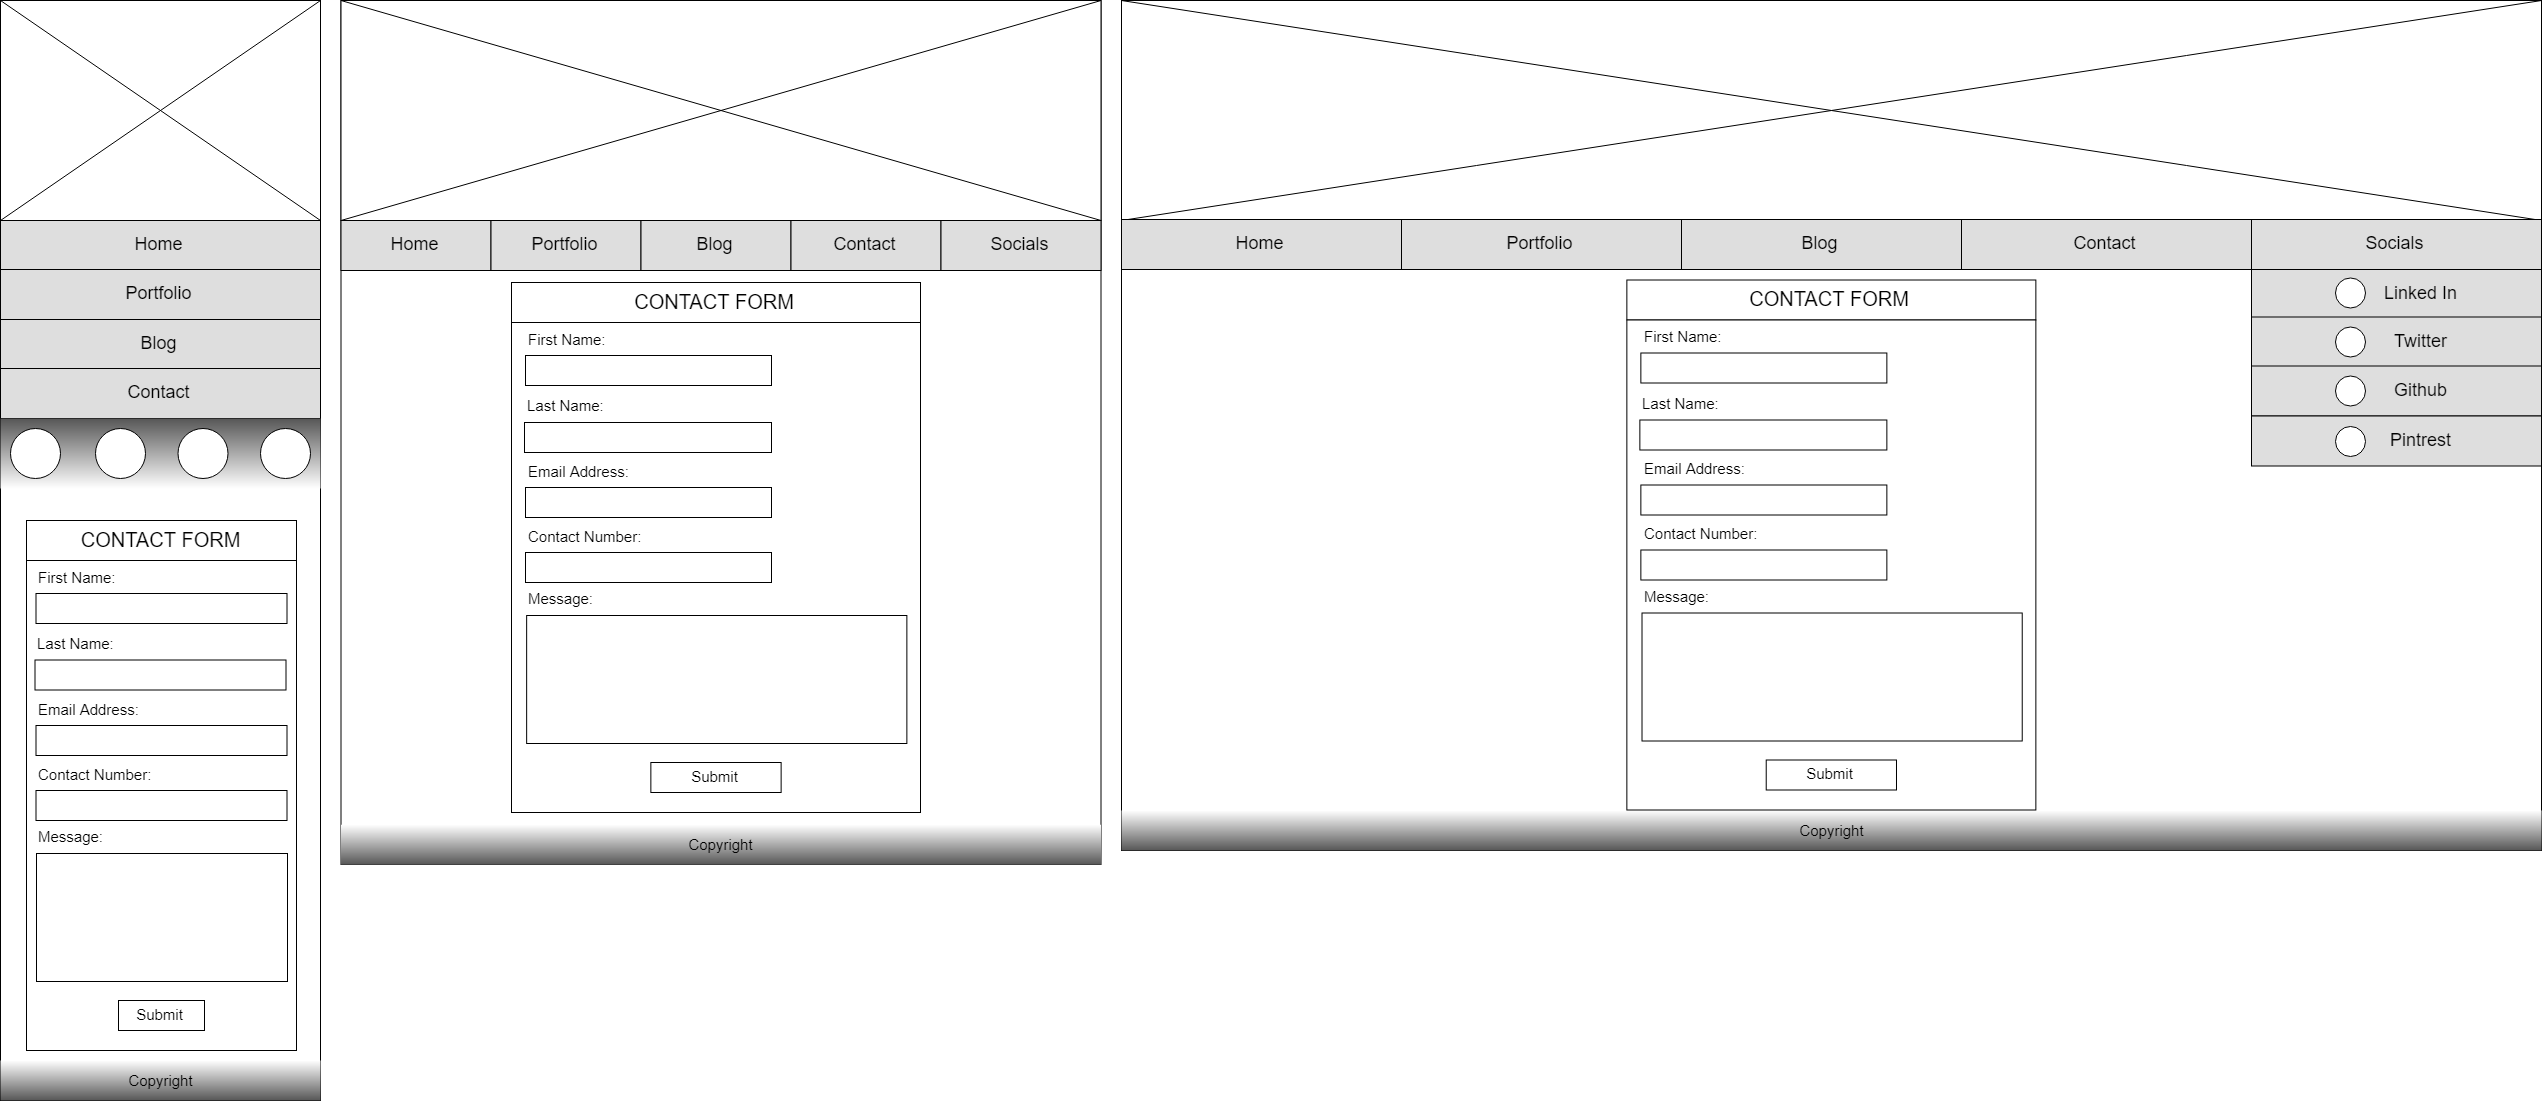 Home
Portfolio
Blog
Contact
CONTACT FORM
First Name:
Last Name:
Email Address:
Contact Number:
Message:
Submit
Copyright
Home
Portfolio
Blog
Contact
Socials
CONTACT FORM
First Name:
Last Name:
Email Address:
Contact Number:
Message:
Submit
Copyright
Home
Portfolio
Blog
Contact
Socials
Linked In
Twitter
Github
Pintrest
CONTACT FORM
First Name:
Last Name:
Email Address:
Contact Number:
Message:
Submit
Copyright